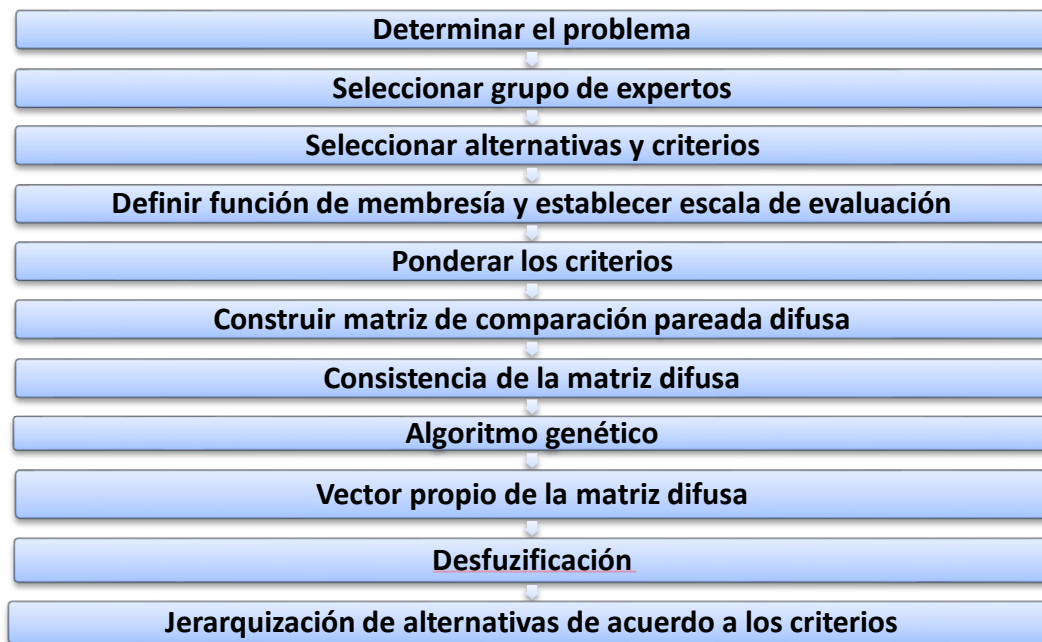 Determinar el problema
Seleccionar grupo de expertos
Seleccionar alternativas y criterios
Definir función de membresía y establecer escala de evaluación
Ponderar los criterios
Construir matriz de comparación pareada difusa
Consistencia de la matriz difusa
Algoritmo genético
Vector propio de la matriz difusa
Desfuzificación
Jerarquización de alternativas de acuerdo a los criterios